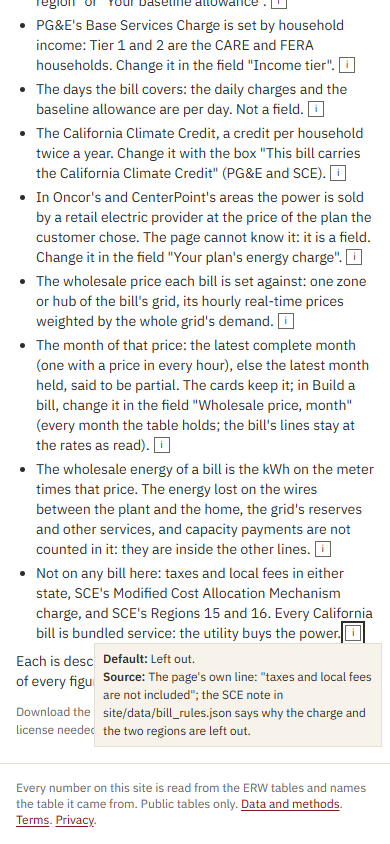 region" or "Your baseline allowance". i
PG&E's Base Services Charge is set by household
income: Tier 1 and 2 are the CARE and FERA
households. Change it in the field "Income tier". i
The days the bill covers: the daily charges and the
baseline allowance are per day. Not a field. i
The California Climate Credit, a credit per household
twice a year. Change it with the box "This bill carries
the California Climate Credit" (PG&E and SCE). i
In Oncor's and CenterPoint's areas the power is sold
by a retail electric provider at the price of the plan the
customer chose. The page cannot know it: it is a field.
Change it in the field "Your plan's energy charge". i
The wholesale price each bill is set against: one zone
or hub of the bill's grid, its hourly real-time prices
weighted by the whole grid's demand. i
The month of that price: the latest complete month
(one with a price in every hour), else the latest month
held, said to be partial. The cards keep it; in Build a
bill, change it in the field "Wholesale price, month"
(every month the table holds; the bill's lines stay at
the rates as read). i
The wholesale energy of a bill is the kWh on the meter
times that price. The energy lost on the wires
between the plant and the home, the grid's reserves
and other services, and capacity payments are not
counted in it: they are inside the other lines. i
Not on any bill here: taxes and local fees in either
state, SCE's Modified Cost Allocation Mechanism
charge, and SCE's Regions 15 and 16. Every California
bill is bundled service: the utility buys the power. i
Each is desc
of every figu
Download the
license needed
Default: Left out.
Source: The page's own line: "taxes and local fees
are not included"; the SCE note in
site/data/bill_rules.json says why the charge and
the two regions are left out.
Every number on this site is read from the ERW tables and names
the table it came from. Public tables only. Data and methods.
Terms. Privacy.